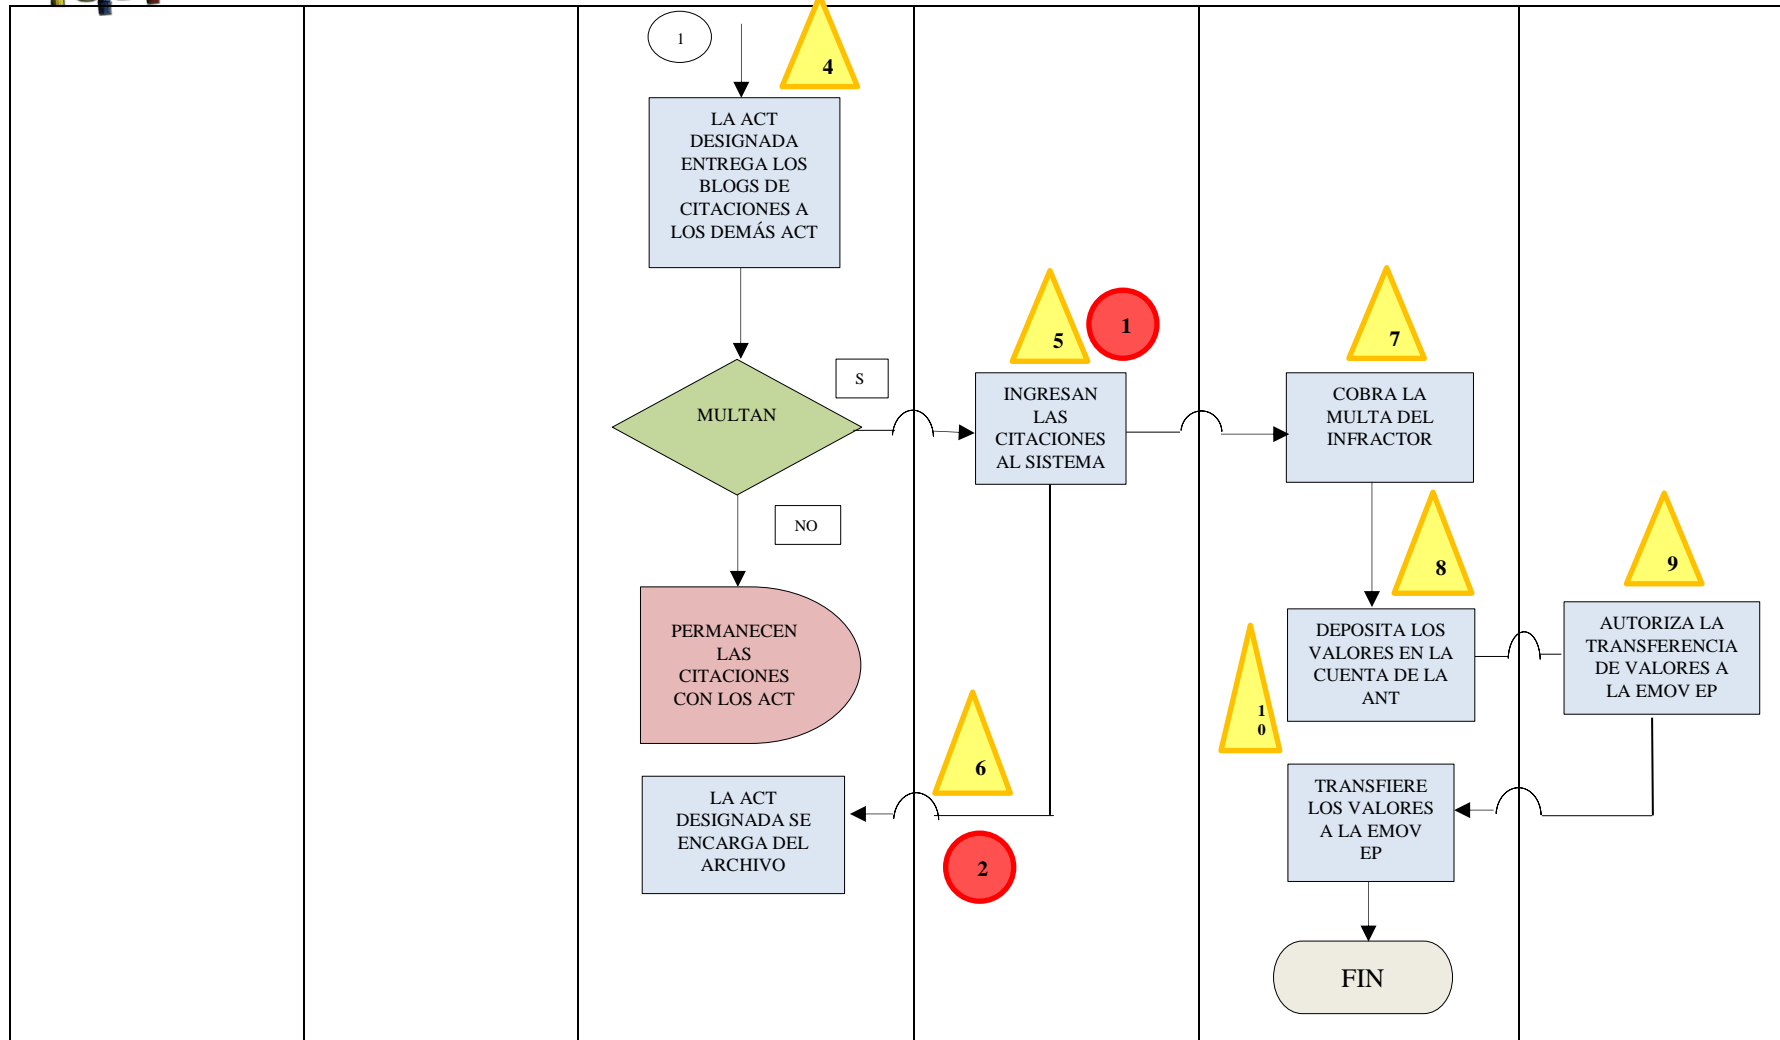 1
4
LA ACT
DESIGNADA
ENTREGA LOS
BLOGS DE
CITACIONES A
LOS DEMÁS ACT
MULTAN
S
NO
PERMANECEN
LAS
CITACIONES
CON LOS ACT
5
1
INGRESAN
LAS
CITACIONES
AL SISTEMA
6
2
LA ACT
DESIGNADA SE
ENCARGA DEL
ARCHIVO
7
COBRA LA
MULTA DEL
INFRACTOR
8
DEPOSITA LOS
VALORES EN LA
CUENTA DE LA
ANT
9
AUTORIZA LA
TRANSFERENCIA
DE VALORES A
LA EMOV EP
1
0
TRANSFIERE
LOS VALORES
A LA EMOV
EP
FIN